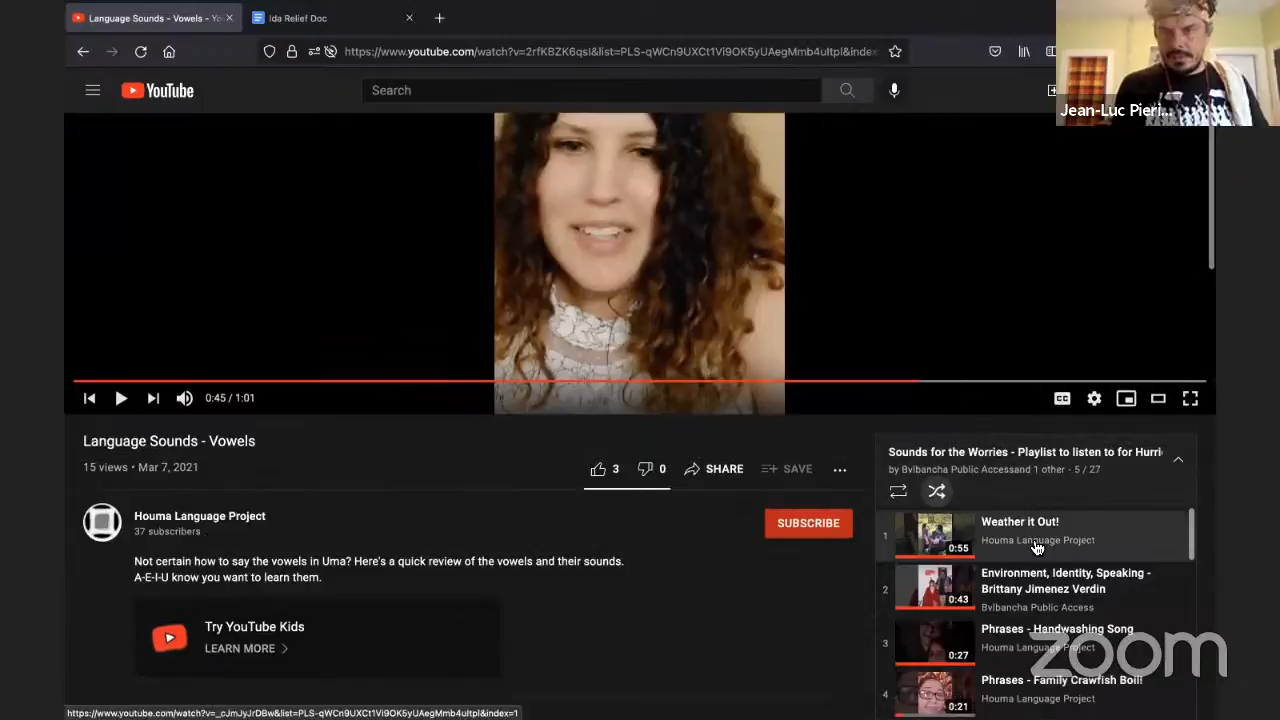 Language Sounds - Vowels - Yo
Ida Relief Doc
https://www.youtube.com/watch?v=2rfKBZK6qsI&list=PLS-qWCn9UXCt1Vi9OK5yUAegMmb4uItpl&index=
Jean-Luc Pieri...
YouTube
Search
0:45 / 1:01
CC
Language Sounds - Vowels
15 views • Mar 7, 2021
3
0
SHARE
SAVE
Houma Language Project
37 subscribers
SUBSCRIBE
Not certain how to say the vowels in Uma? Here's a quick review of the vowels and their sounds.
A-E-I-U know you want to learn them.
Try YouTube Kids
LEARN MORE
Sounds for the Worries - Playlist to listen to for Hurri
by Bvlbancha Public Accessand 1 other - 5 / 27
1
0:55
Weather it Out!
Houma Language Project
2
0:43
Environment, Identity, Speaking -
Brittany Jimenez Verdin
Bvlbancha Public Access
3
0:27
Phrases - Handwashing Song
Houma Language Project
4
0:21
Phrases - Family Crawfish Boil!
Houma Language Project
zoom
https://www.youtube.com/watch?v=_cJmJyJrDBw&list=PLS-qWCn9UXCt1Vi9OK5yUAegMmb4uItpl&index=1